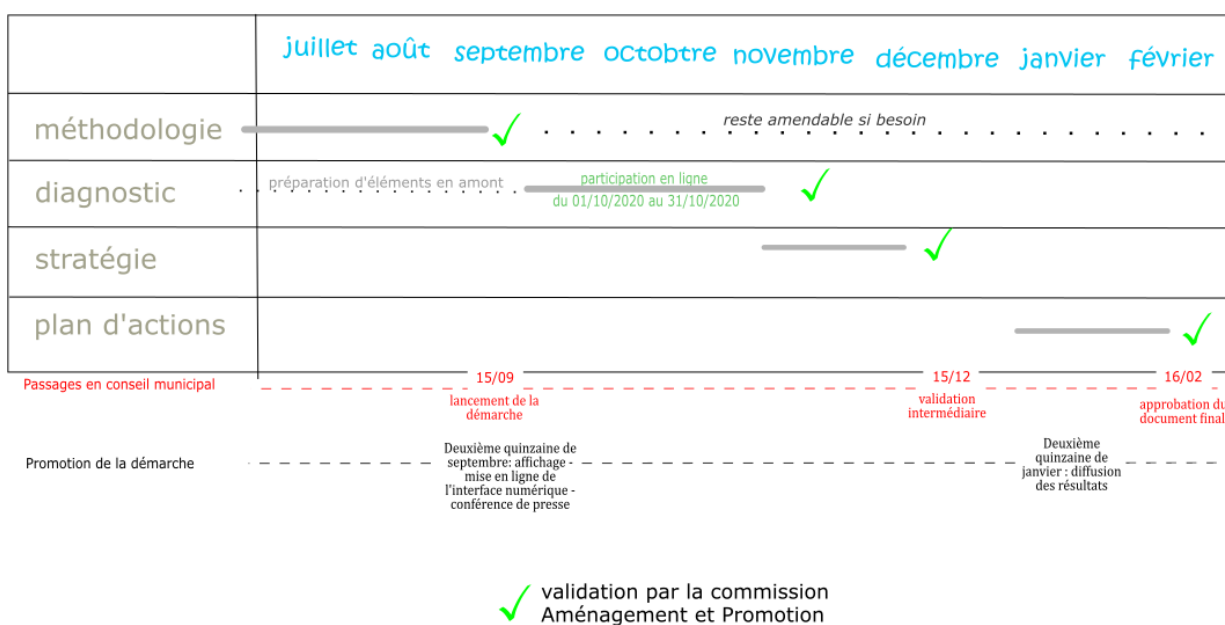 juillet août septembre octobtre novembre décembre janvier février
méthodologie
reste amendable si besoin
diagnostic
préparation d'éléments en amont
participation en ligne
du 01/10/2020 au 31/10/2020
stratégie
plan d'actions
Passages en conseil municipal
15/09
lancement de la
démarche
15/12
validation
intermédiaire
16/02
approbation du
document final
Promotion de la démarche
Deuxième quinzaine de
septembre: affichage -
mise en ligne de
l'interface numérique -
conférence de presse
Deuxième
quinzaine de
janvier : diffusion
des résultats
validation par la commission
Aménagement et Promotion